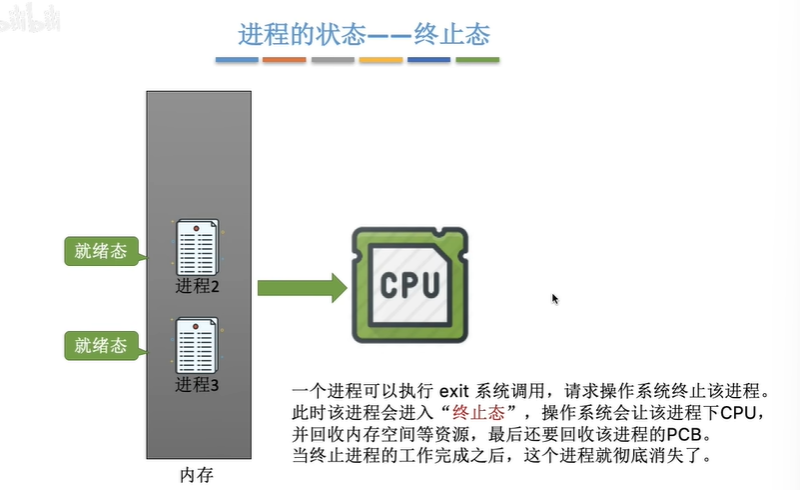 bilibili
进程的状态——终止态
就绪态
进程2
CPU
就绪态
进程3
一个进程可以执行 exit 系统调用，请求操作系统终止该进程。
此时该进程会进入“终止态”，操作系统会让该进程下CPU，
并回收内存空间等资源，最后还要回收该进程的PCB。
当终止进程的工作完成之后，这个进程就彻底消失了。
内存